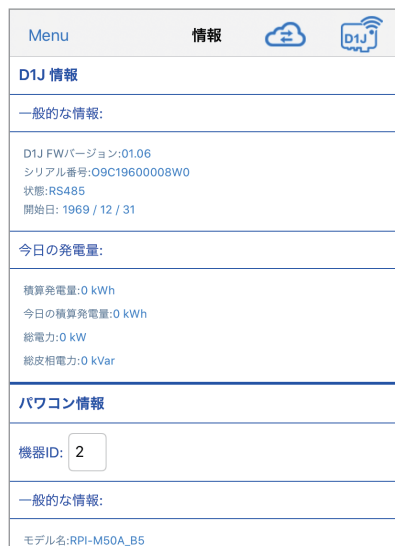 Menu 情報 D1J
D1J 情報
一般的な情報:
D1J FWバージョン:01.06
シリアル番号:O9C19600008W0
状態:RS485
開始日: 1969 / 12 / 31
今日の発電量:
積算発電量:0 kWh
今日の積算発電量:0 kWh
総電力:0 kW
総皮相電力:0 kVar
パワコン情報
機器ID: 2
一般的な情報:
モデル名:RPI-M50A_B5